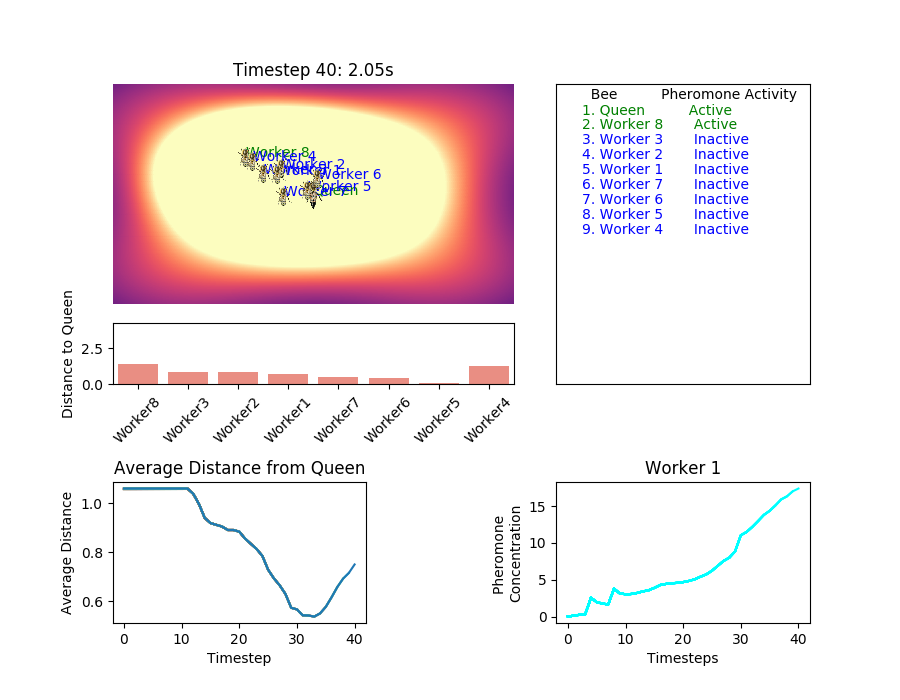 Timestep 40: 2.05s
Worker 8
Worker 4
Worker 2
Worker 6
Worker 5
Bee Pheromone Activity
1. Queen Active
2. Worker 8 Active
3. Worker 3 Inactive
4. Worker 2 Inactive
5. Worker 1 Inactive
6. Worker 7 Inactive
7. Worker 6 Inactive
8. Worker 5 Inactive
9. Worker 4 Inactive
Distance to Queen
2.5
0.0
Worker8 Worker3 Worker2 Worker1 Worker7 Worker6 Worker5 Worker4
Average Distance from Queen
Average Distance
1.0
0.8
0.6
0 10 20 30 40
Timestep
Worker 1
Pheromone
Concentration
15
10
5
0
0 10 20 30 40
Timesteps